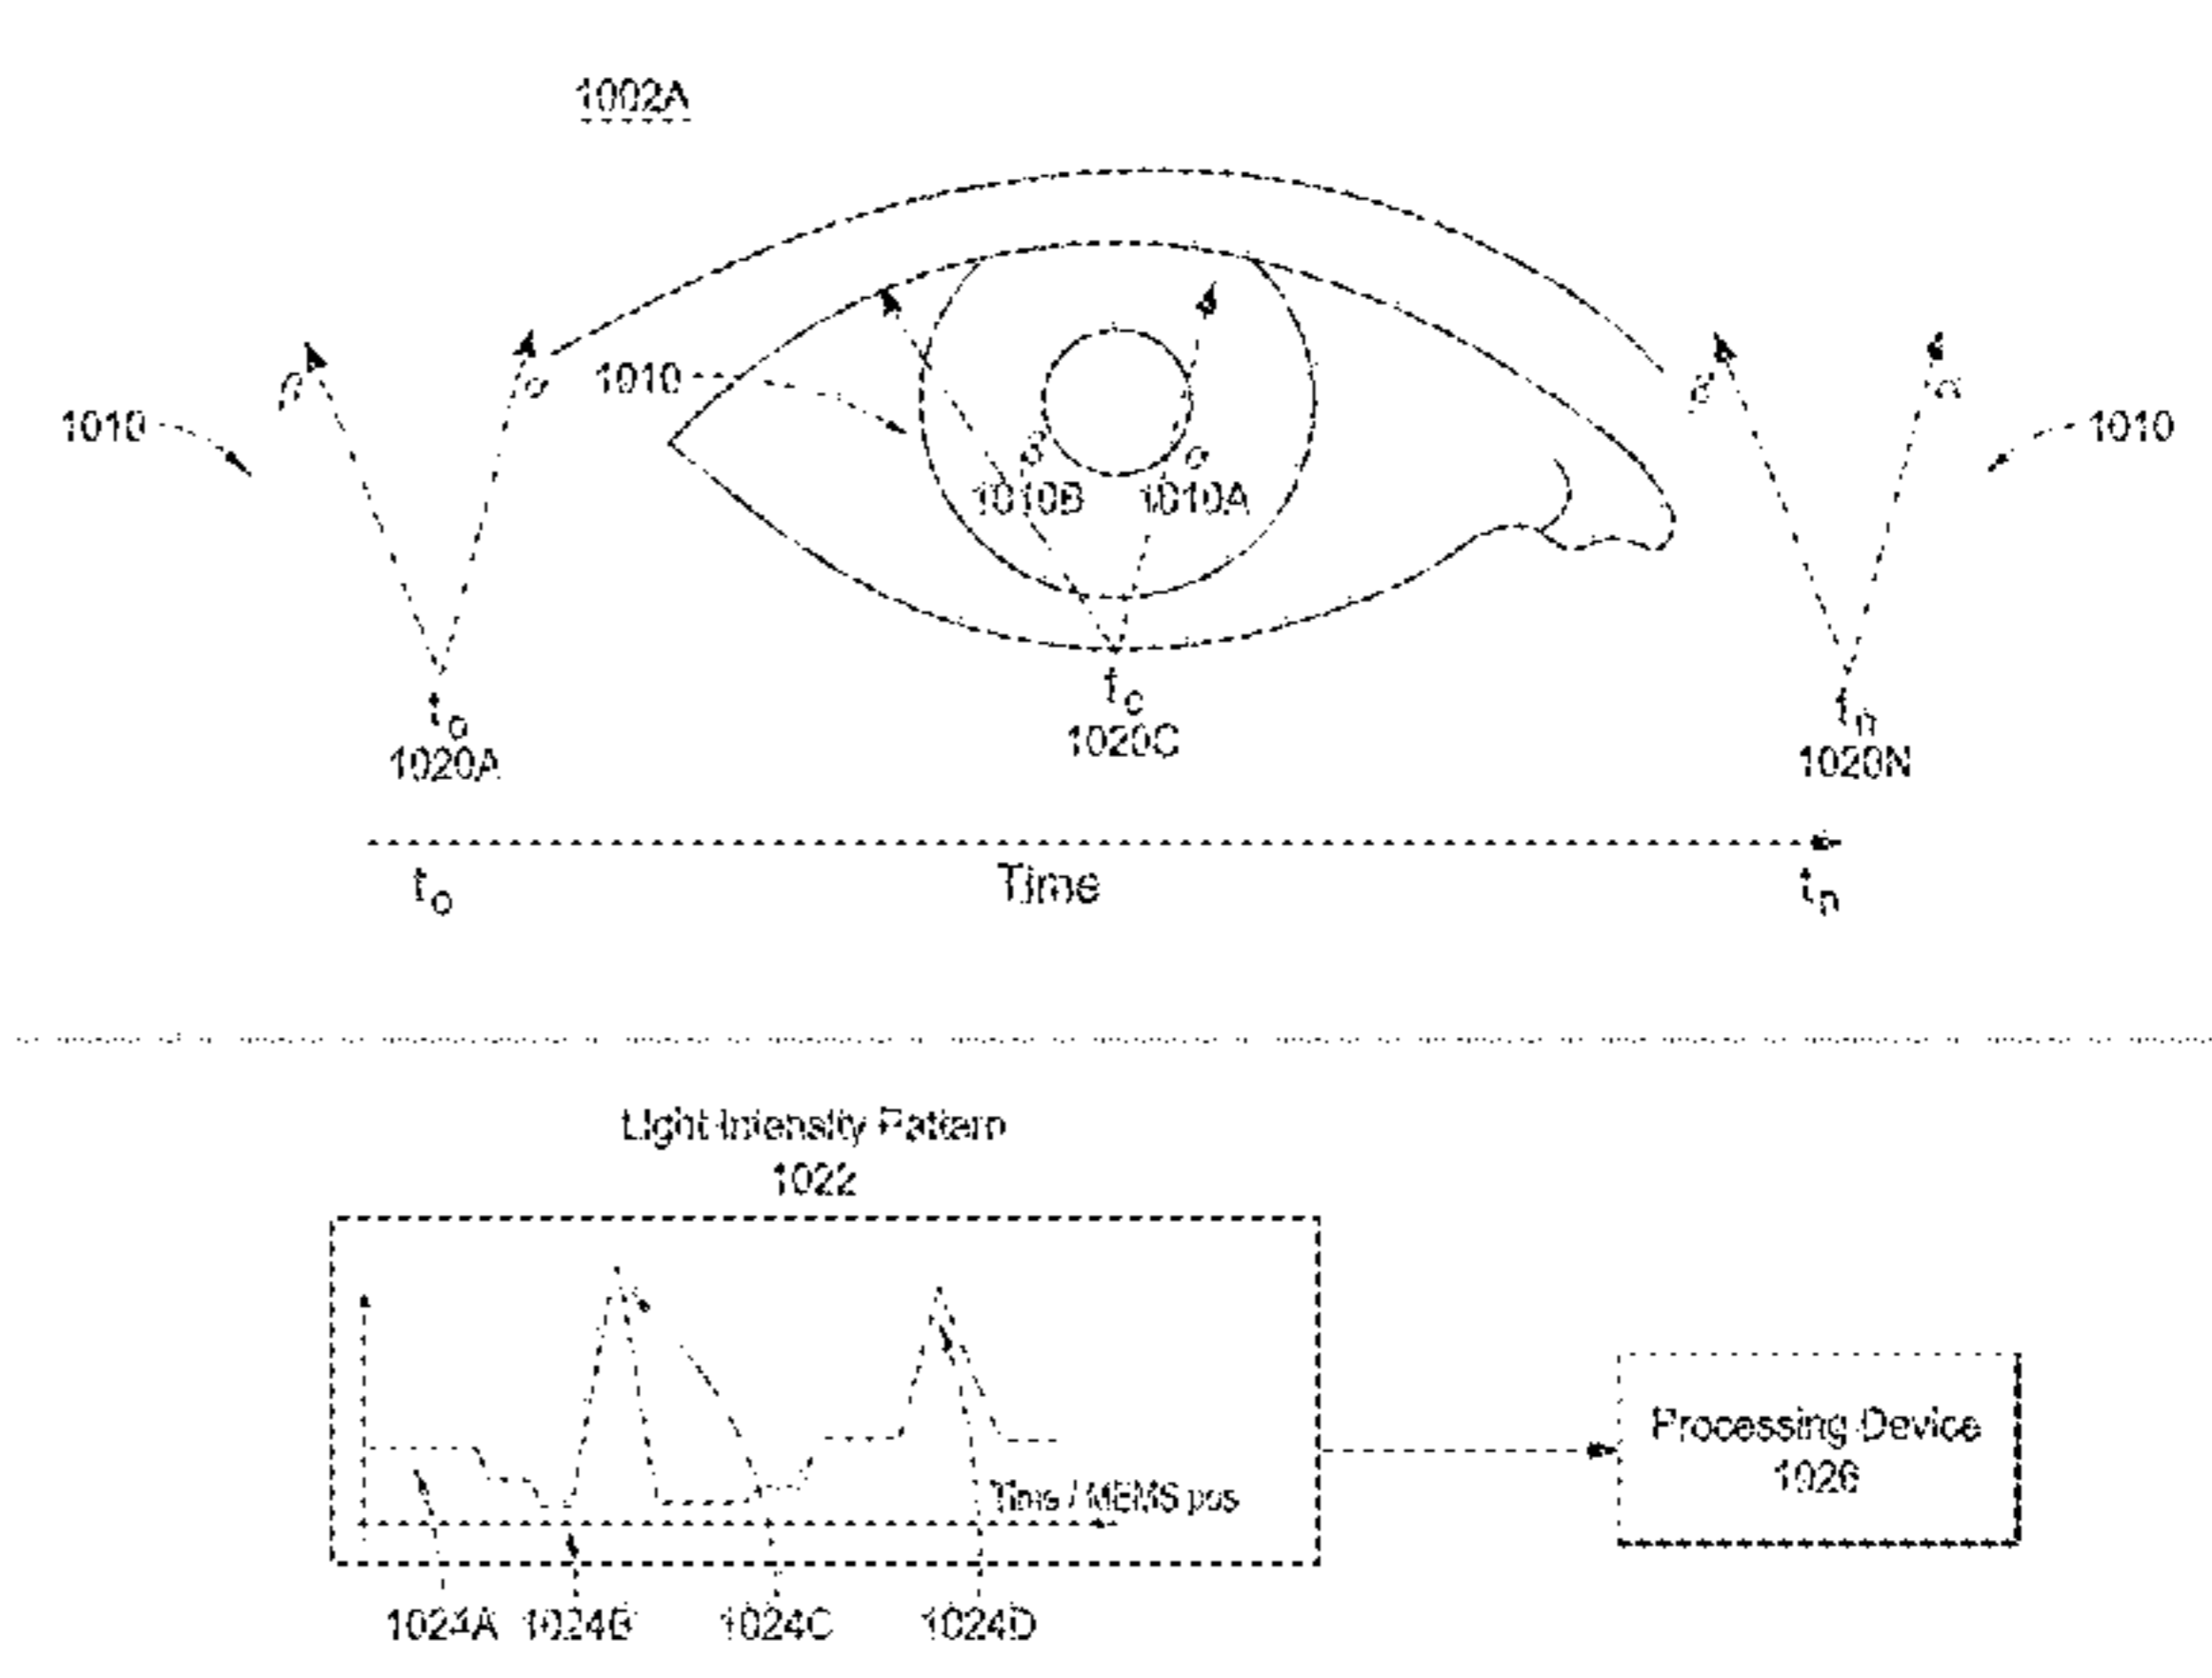 1002A
β α 1010 β α
1010 β α 1010
1010B 1010A
t0 tc tn
1020A 1020C 1020N
t0 Time tn
Light Intensity Pattern
1022
Time / MEMS pos
Processing Device
1026
1024A 1024B 1024C 1024D